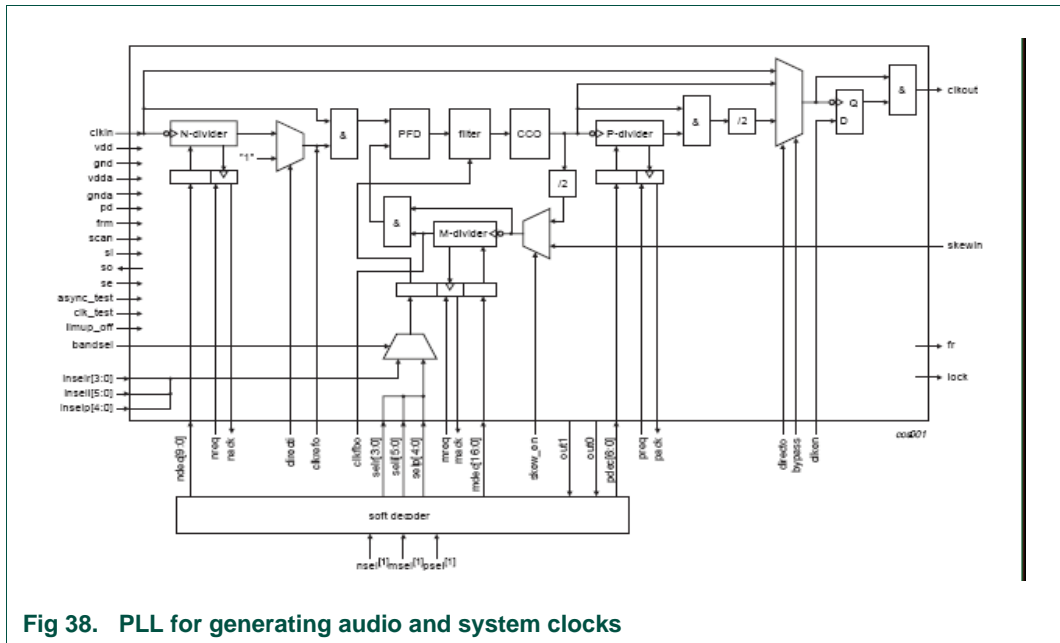 clkin
vdd
gnd
vdda
gnda
pd
frm
scan
si
so
se
async_test
clk_test
limup_off
bandsel
inselr[3:0]
inseli[5:0]
inselp[4:0]
N-divider
"1"
&
PFD
filter
CCO
P-divider
&
/2
Q
D
&
clkout
/2
&
M-divider
skewin
fr
lock
ndec[9:0]
nreq
nack
directi
clkrefo
clkfbo
selr[3:0]
seli[5:0]
selp[4:0]
mreq
mack
mdec[16:0]
skew_en
out1
out0
pdec[6:0]
preq
pack
directo
bypass
clken
soft decoder
nsel[1] msel[1] psel[1]
Fig 38. PLL for generating audio and system clocks